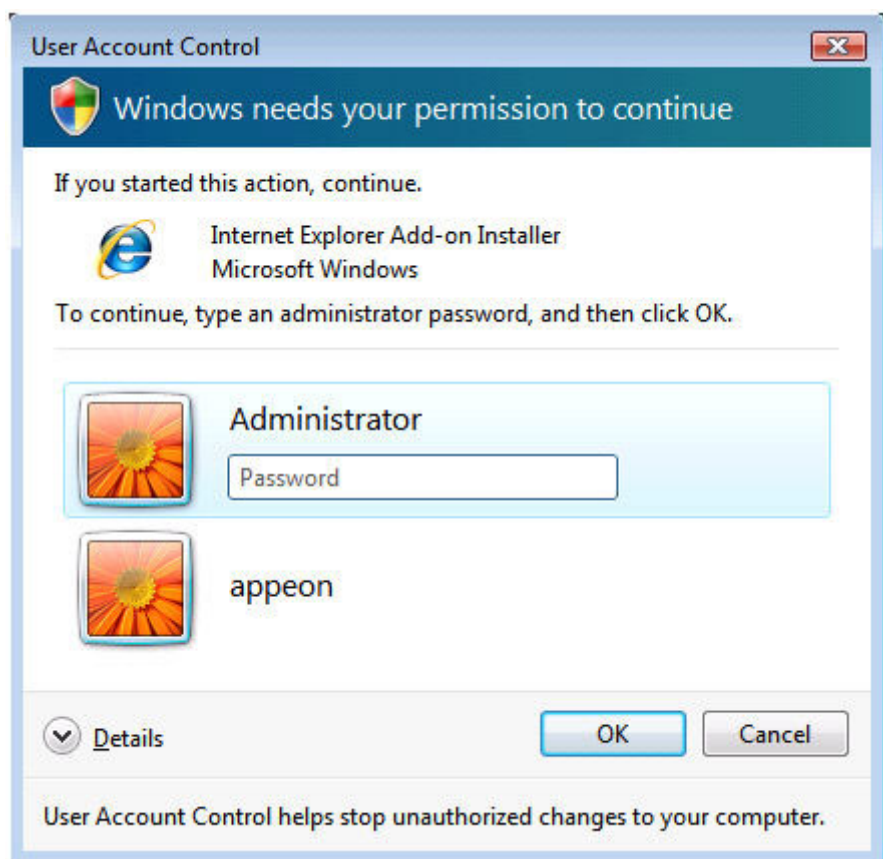 User Account Control
Windows needs your permission to continue
If you started this action, continue.
Internet Explorer Add-on Installer
Microsoft Windows
To continue, type an administrator password, and then click OK.
Administrator
Password
appeon
Details
OK
Cancel
User Account Control helps stop unauthorized changes to your computer.